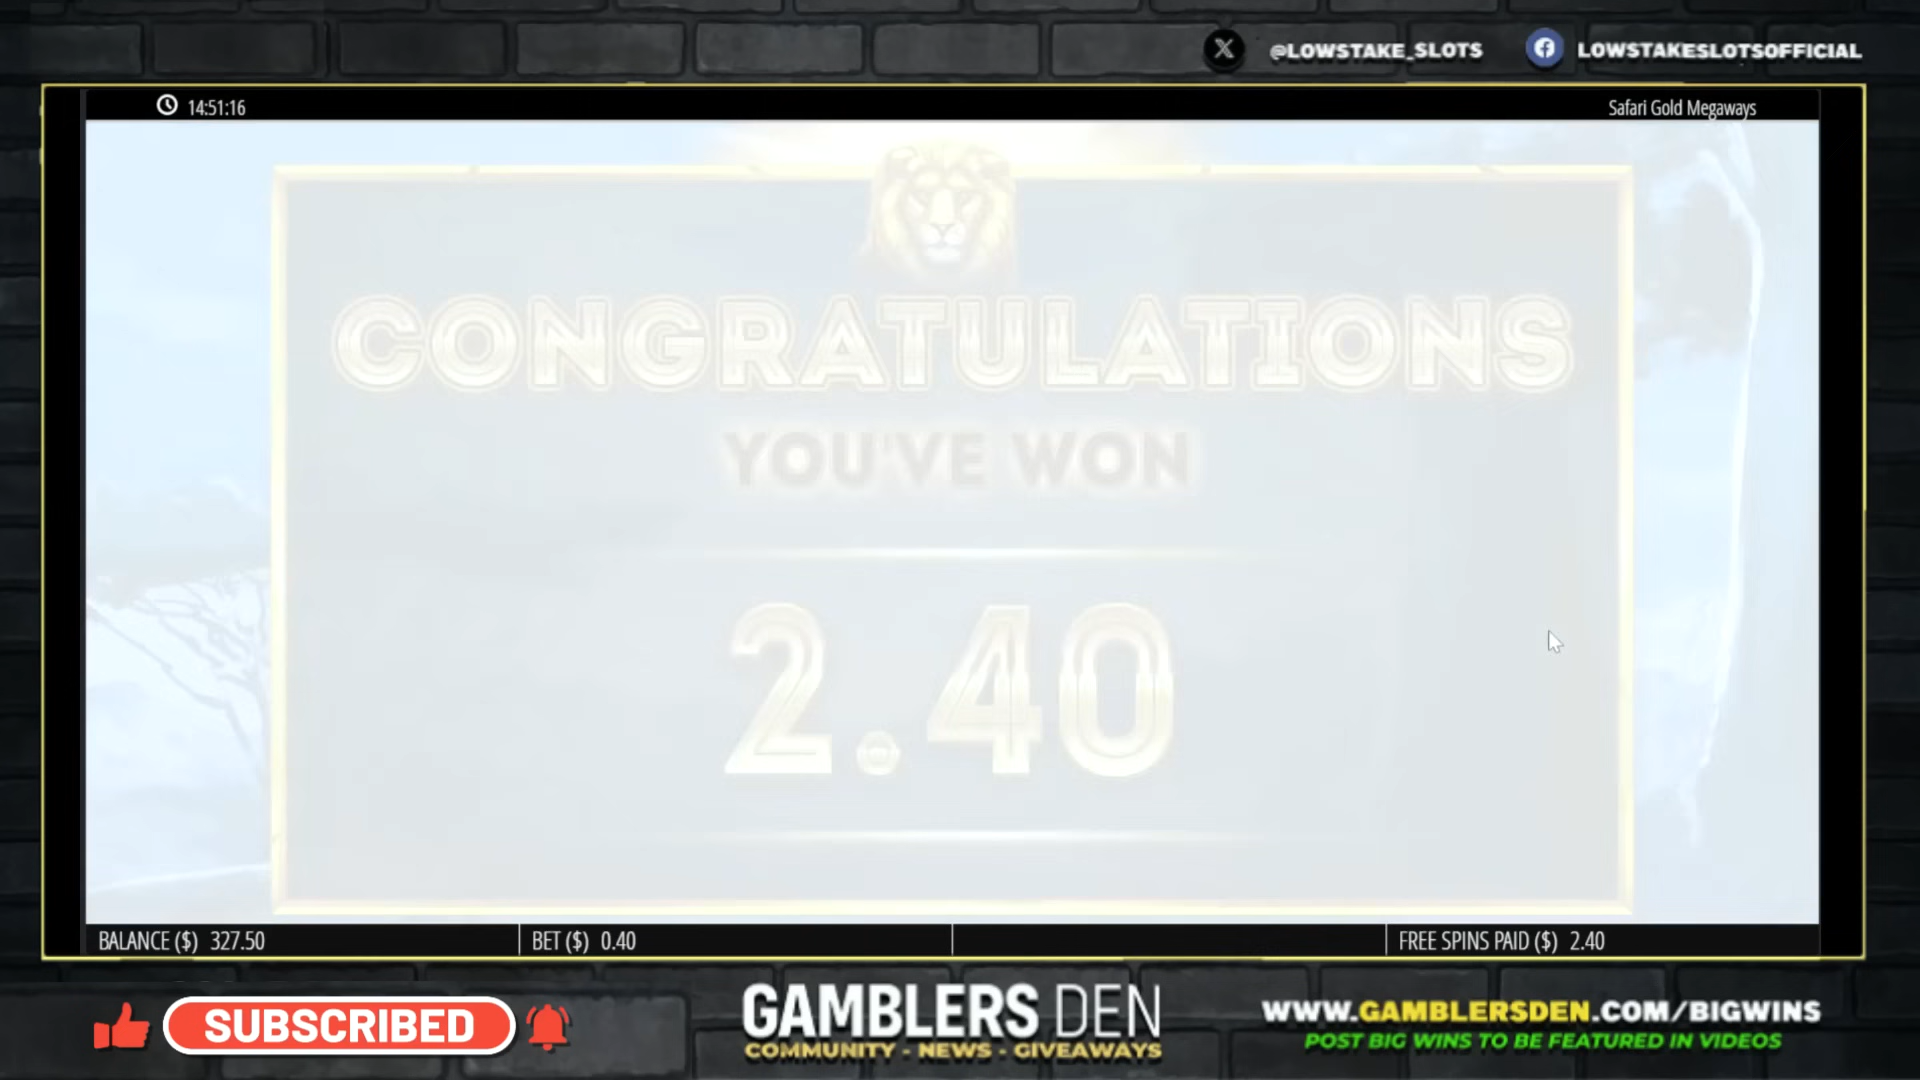 @LOWSTAKE_SLOTS
LOWSTAKESLOTSOFFICIAL
14:51:16
Safari Gold Megaways
CONGRATULATIONS
YOU'VE WON
2.40
BALANCE ($) 327.50
BET ($) 0.40
FREE SPINS PAID ($) 2.40
SUBSCRIBED
GAMBLERS DEN
COMMUNITY - NEWS - GIVEAWAYS
WWW.GAMBLERSDEN.COM/BIGWINS
POST BIG WINS TO BE FEATURED IN VIDEOS